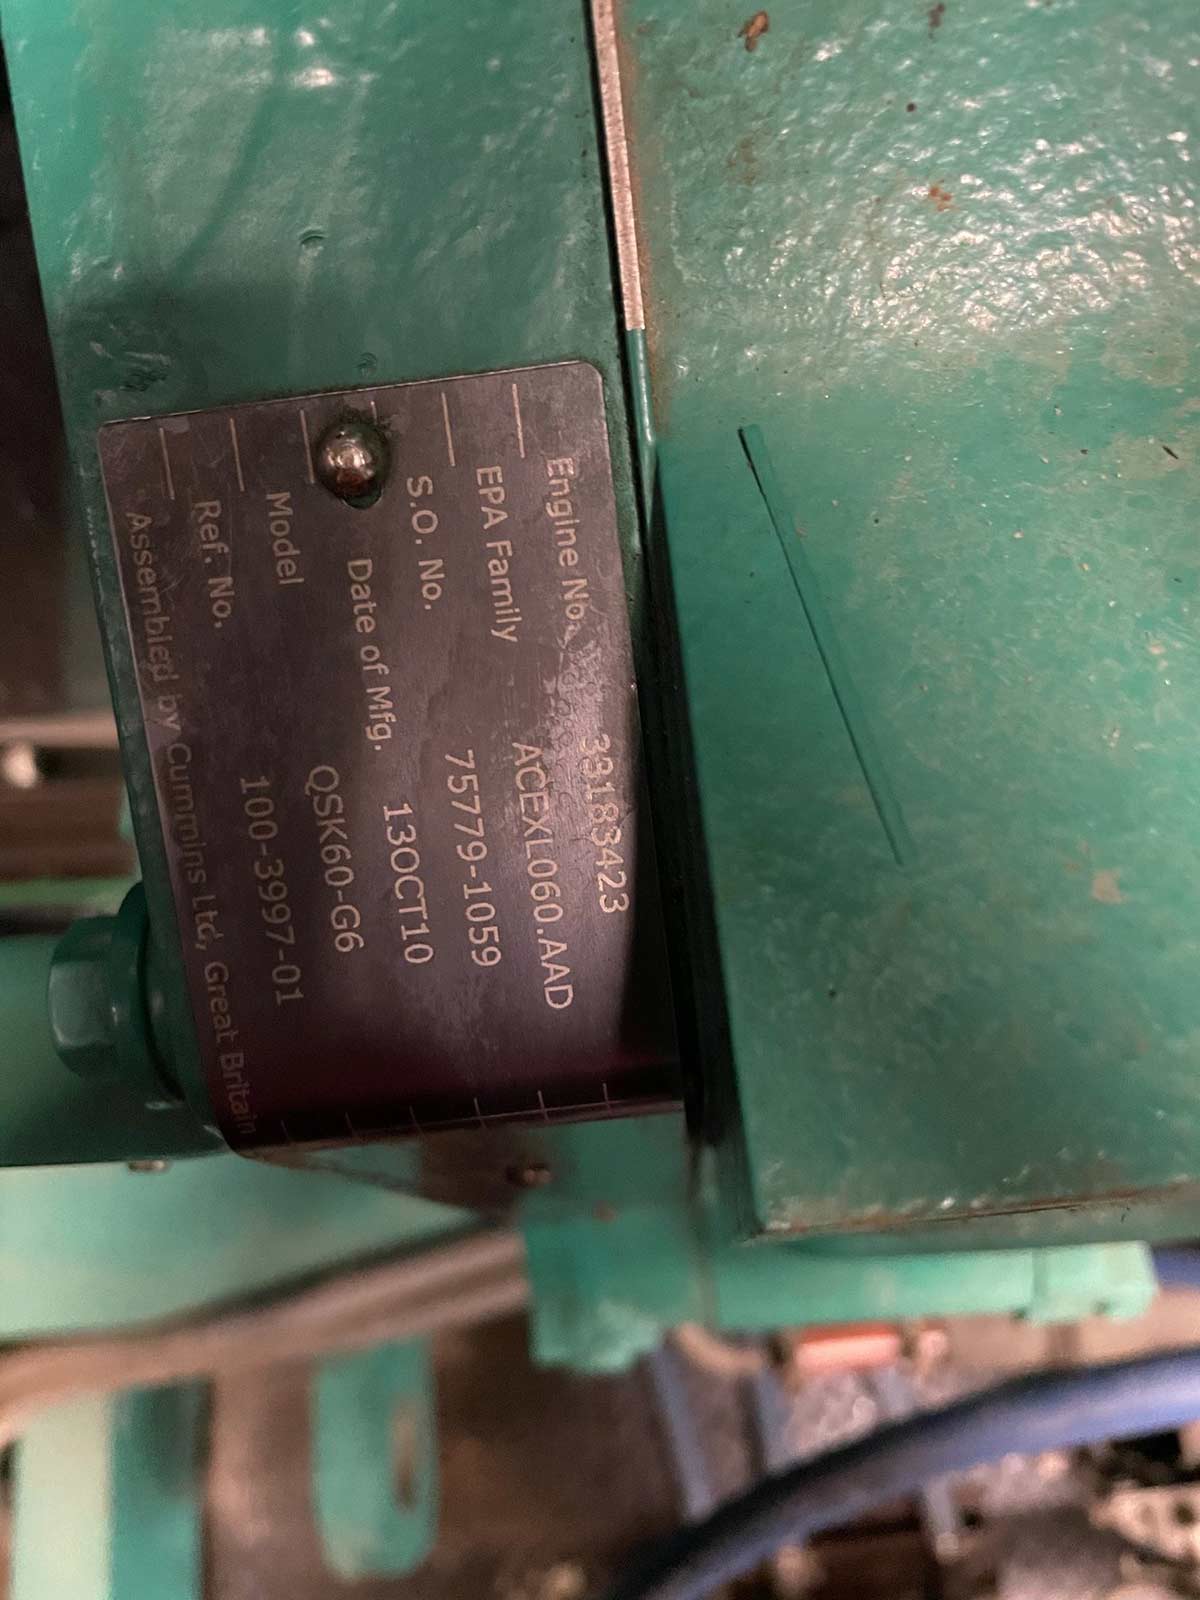 Engine No. 33183423
EPA Family ACEXL060.AAD
S.O. No. 75779-1059
Date of Mfg. 13OCT10
Model QSK60-G6
Ref. No. 100-3997-01
Assembled by Cummins Ltd, Great Britain